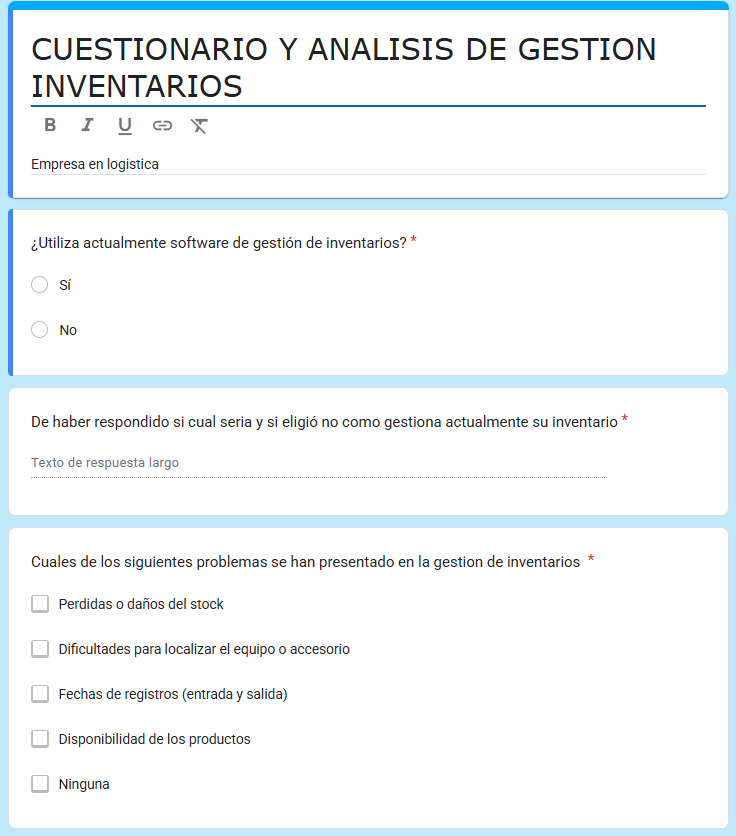 CUESTIONARIO Y ANALISIS DE GESTION
INVENTARIOS
B I U
Empresa en logistica
¿Utiliza actualmente software de gestión de inventarios? *
Sí
No
De haber respondido si cual seria y si eligió no como gestiona actualmente su inventario *
Texto de respuesta largo
Cuales de los siguientes problemas se han presentado en la gestion de inventarios *
Perdidas o daños del stock
Dificultades para localizar el equipo o accesorio
Fechas de registros (entrada y salida)
Disponibilidad de los productos
Ninguna